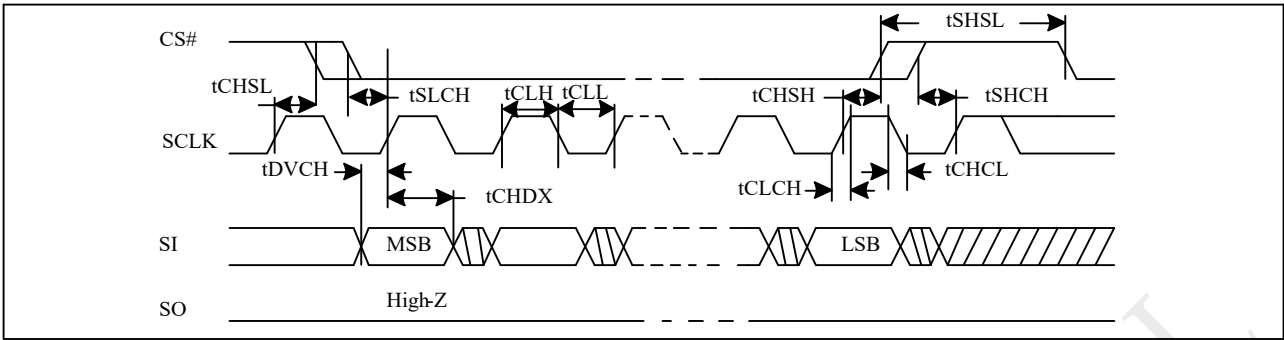 tSHSL
CS#
tCHSL
tSLCH
tCLH
tCLL
tCHSH
tSHCH
SCLK
tDVCH
tCHDX
tCLCH
tCHCL
SI
MSB
LSB
SO
High-Z